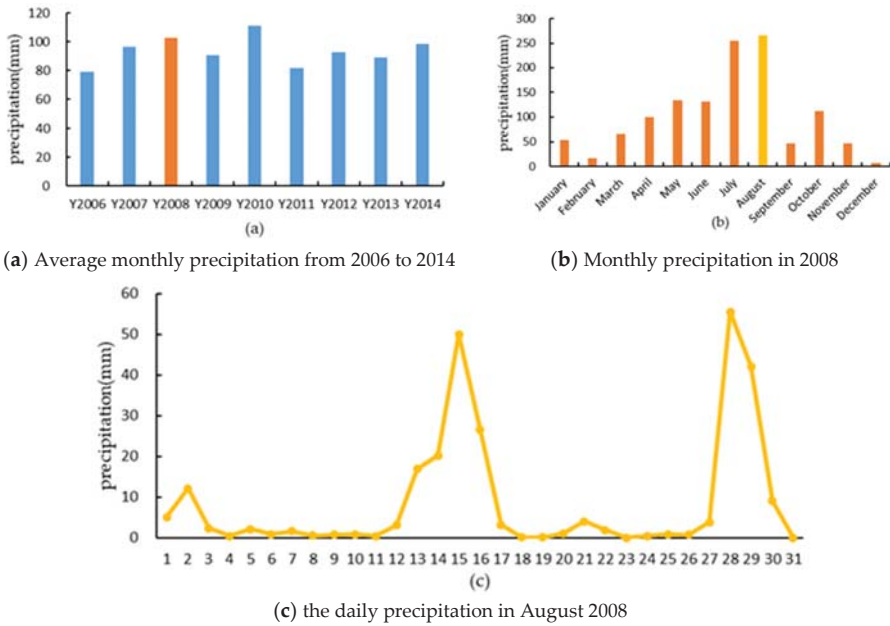 120
100
80
60
40
20
0
precipitation(mm)
Y2006 Y2007 Y2008 Y2009 Y2010 Y2011 Y2012 Y2013 Y2014
(a)
300
250
200
150
100
50
0
precipitation(mm)
January February March April May June July August September October November December
(b)
(a) Average monthly precipitation from 2006 to 2014
(b) Monthly precipitation in 2008
60
50
40
30
20
10
0
precipitation(mm)
1 2 3 4 5 6 7 8 9 10 11 12 13 14 15 16 17 18 19 20 21 22 23 24 25 26 27 28 29 30 31
(c)
(c) the daily precipitation in August 2008